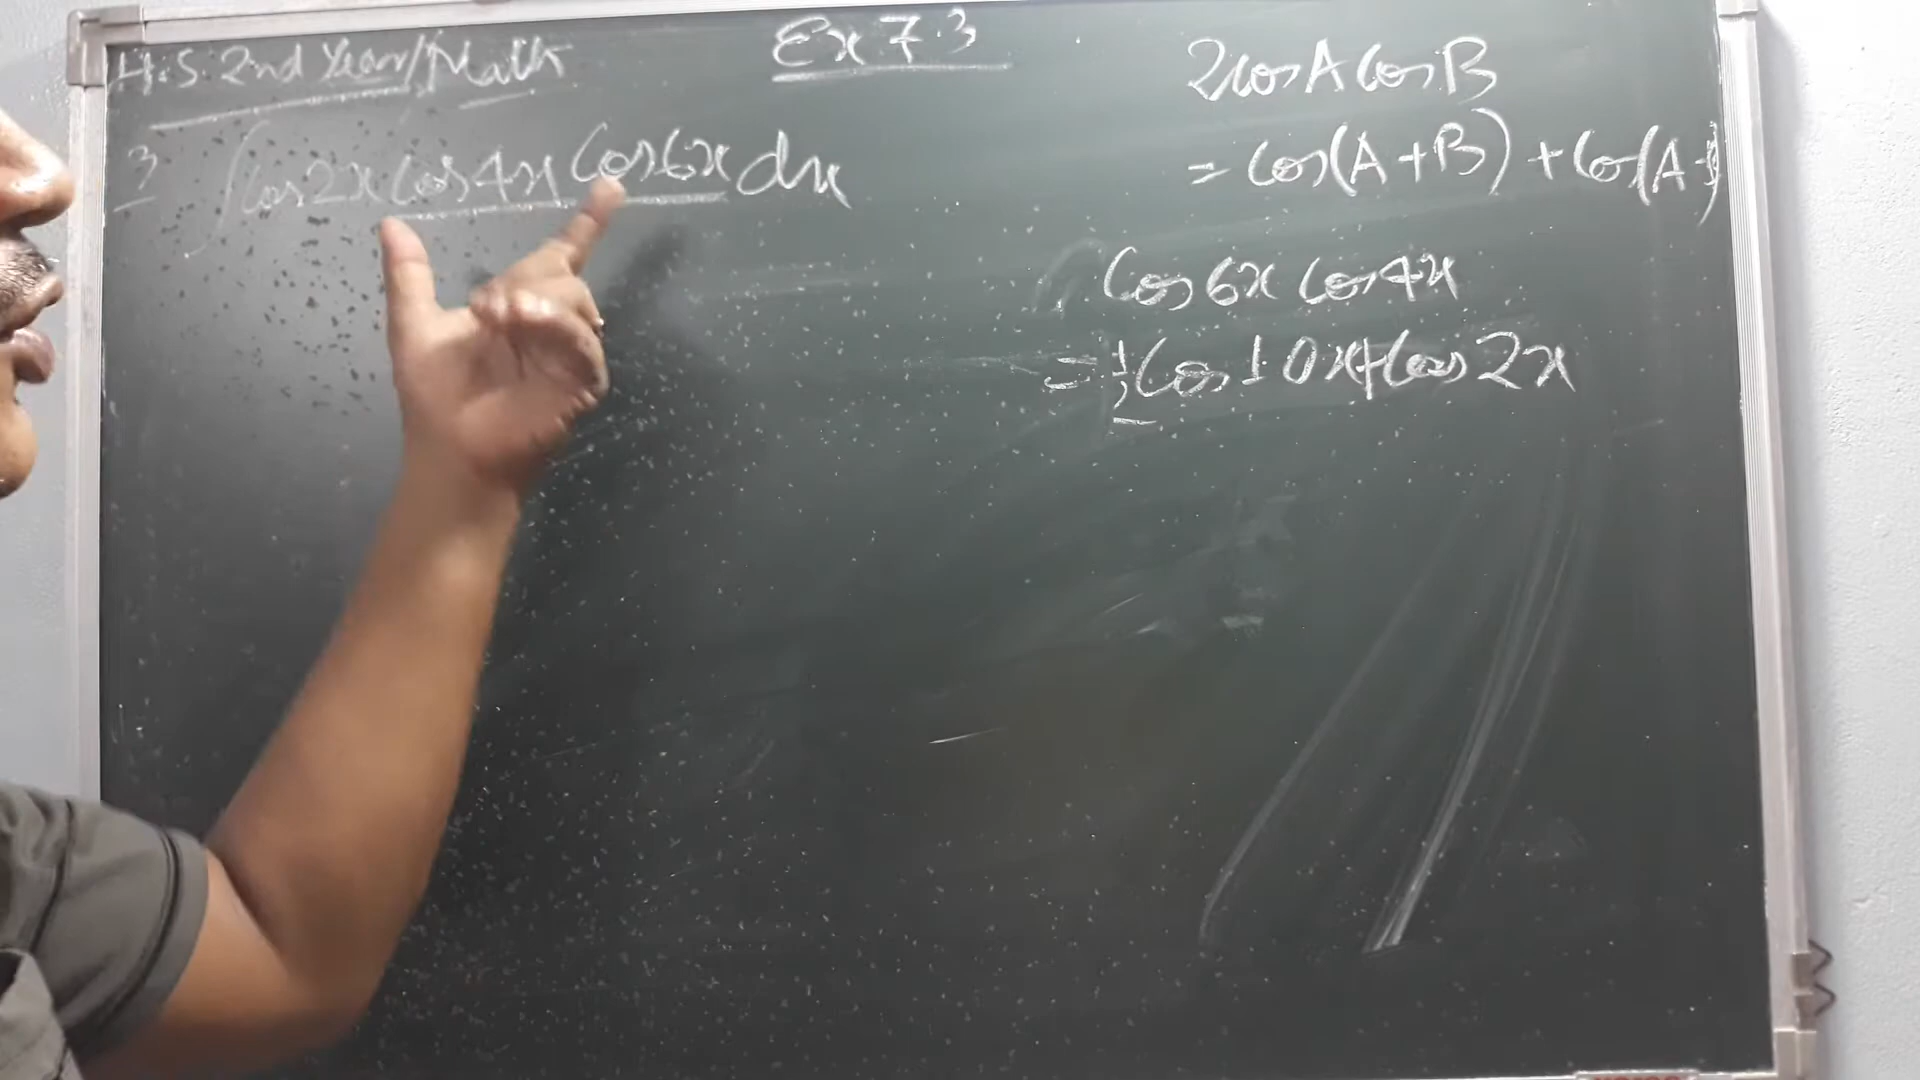 H.S. 2nd Year/Math
Ex 7.3
3 ∫cos2x cos4x cos6x dx
2cosA cosB
= cos(A+B) + cos(A-
cos6x cos4x
= 1/2 cos10x+cos2x